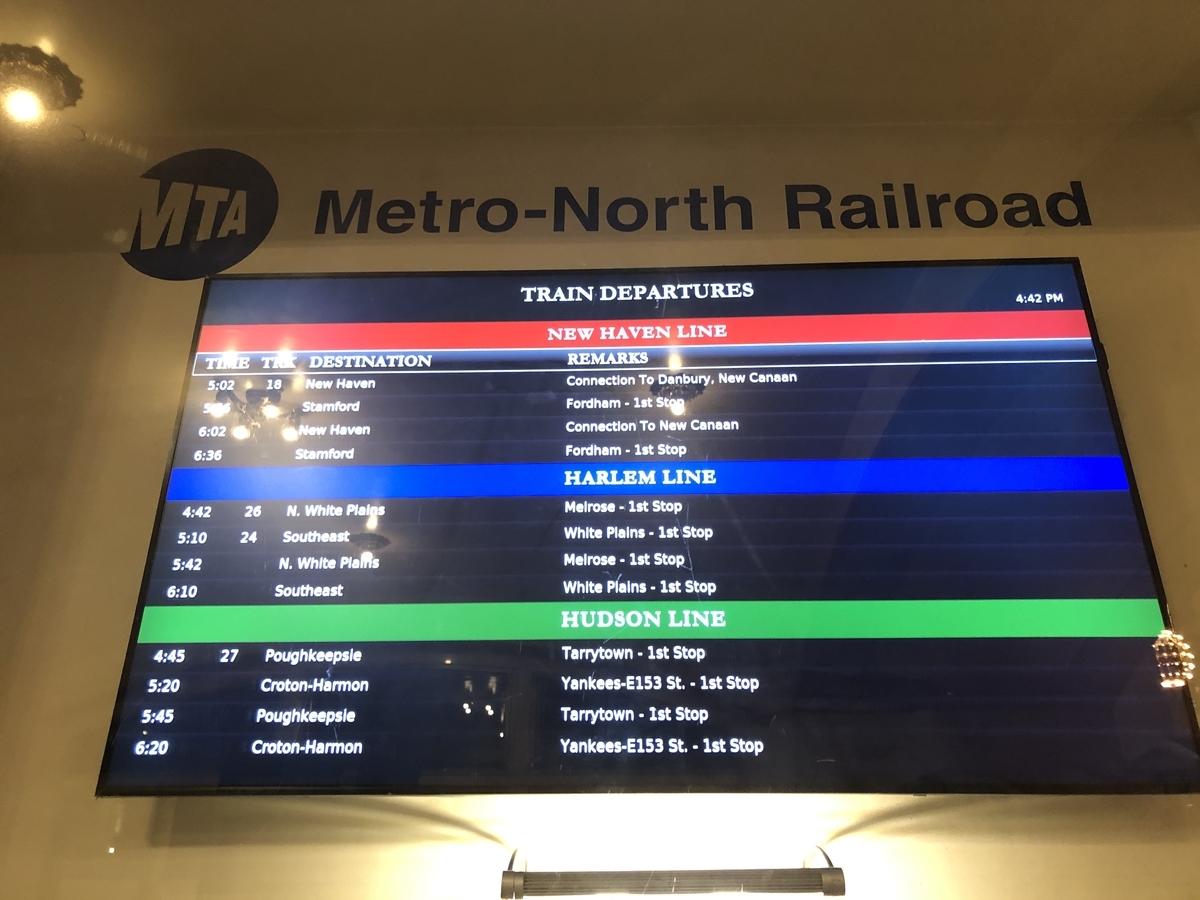 MTA Metro-North Railroad
TRAIN DEPARTURES
4:42 PM
NEW HAVEN LINE
TIME TRK DESTINATION REMARKS
5:02 18 New Haven Connection To Danbury, New Canaan
Stamford Fordham - 1st Stop
6:02 New Haven Connection To New Canaan
6:36 Stamford Fordham - 1st Stop
HARLEM LINE
4:42 26 N. White Plains Melrose - 1st Stop
5:10 24 Southeast White Plains - 1st Stop
5:42 N. White Plains Melrose - 1st Stop
6:10 Southeast White Plains - 1st Stop
HUDSON LINE
4:45 27 Poughkeepsie Tarrytown - 1st Stop
5:20 Croton-Harmon Yankees-E153 St. - 1st Stop
5:45 Poughkeepsie Tarrytown - 1st Stop
6:20 Croton-Harmon Yankees-E153 St. - 1st Stop